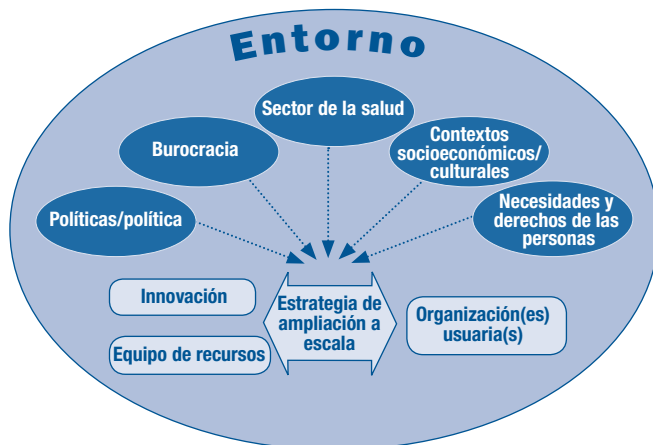 Entorno
Sector de la salud
Burocracia
Contextos
socioeconómicos/
culturales
Políticas/política
Necesidades y
derechos de las
personas
Innovación
Estrategia de
ampliación a
escala
Organización(es)
usuaria(s)
Equipo de recursos